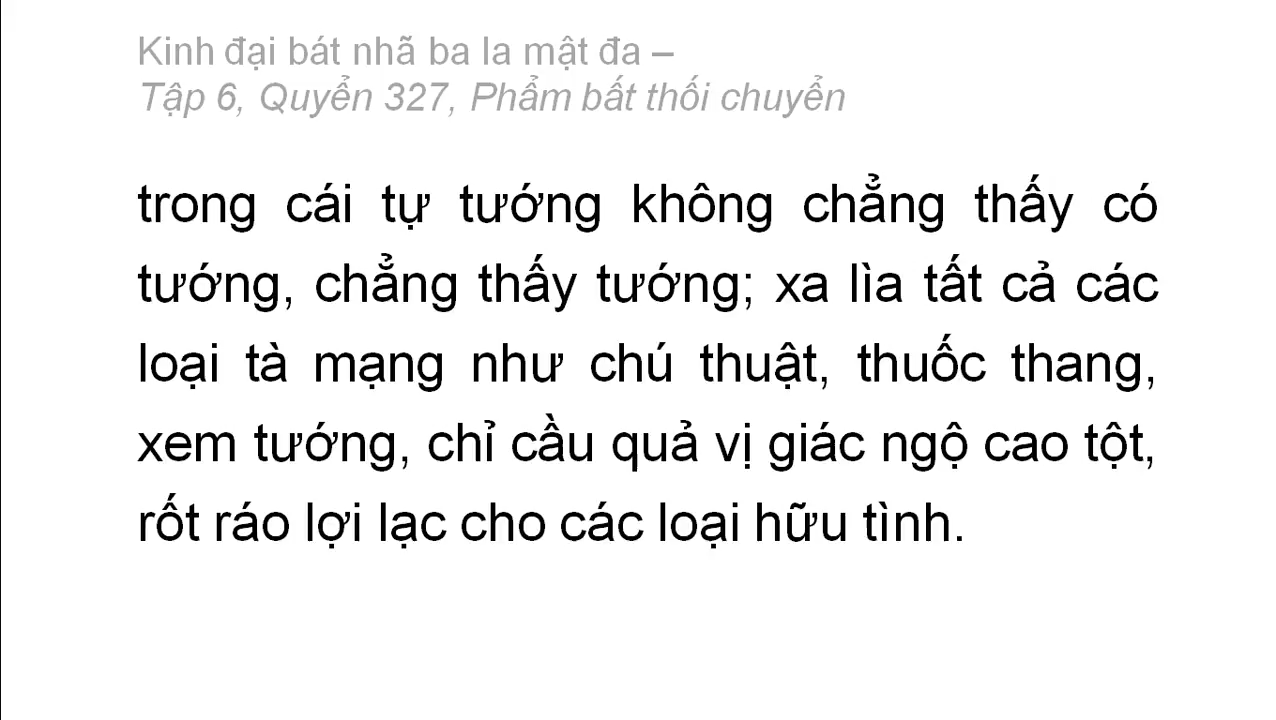 Kinh đại bát nhã ba la mật đa –
Tập 6, Quyển 327, Phẩm bất thối chuyển
trong cái tự tướng không chẳng thấy có
tướng, chẳng thấy tướng; xa lìa tất cả các
loại tà mạng như chú thuật, thuốc thang,
xem tướng, chỉ cầu quả vị giác ngộ cao tột,
rốt ráo lợi lạc cho các loại hữu tình.